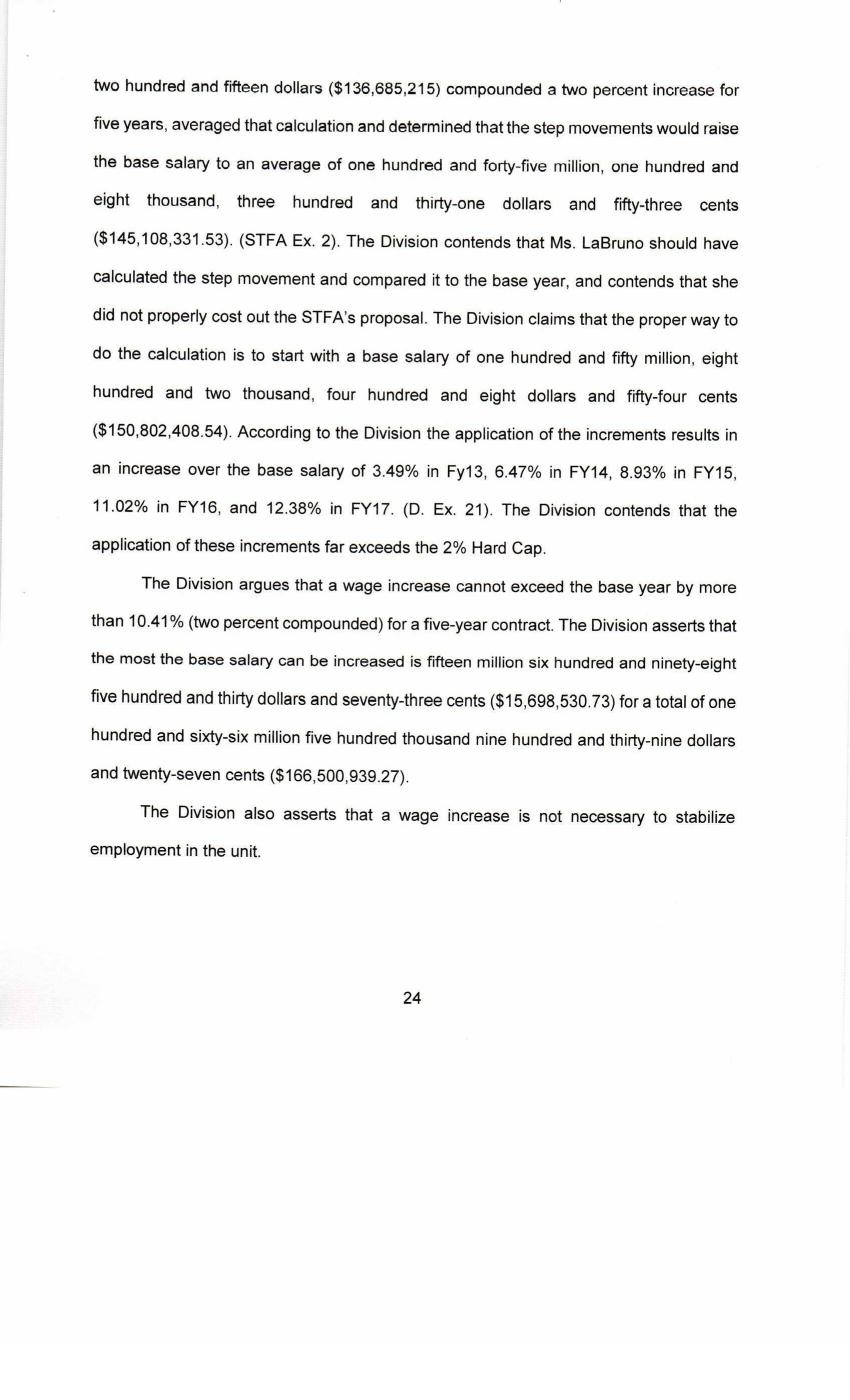 two hundred and fifteen dollars ($136,685,215) compounded a two percent increase for
five years, averaged that calculation and determined that the step movements would raise
the base salary to an average of one hundred and forty-five million, one hundred and
eight thousand, three hundred and thirty-one dollars and fifty-three cents
($145,108,331.53). (STFA Ex. 2). The Division contends that Ms. LaBruno should have
calculated the step movement and compared it to the base year, and contends that she
did not properly cost out the STFA's proposal. The Division claims that the proper way to
do the calculation is to start with a base salary of one hundred and fifty million, eight
hundred and two thousand, four hundred and eight dollars and fifty-four cents
($150,802,408.54). According to the Division the application of the increments results in
an increase over the base salary of 3.49% in Fy13, 6.47% in FY14, 8.93% in FY15,
11.02% in FY16, and 12.38% in FY17. (D. Ex. 21). The Division contends that the
application of these increments far exceeds the 2% Hard Cap.
The Division argues that a wage increase cannot exceed the base year by more
than 10.41% (two percent compounded) for a five-year contract. The Division asserts that
the most the base salary can be increased is fifteen million six hundred and ninety-eight
five hundred and thirty dollars and seventy-three cents ($15,698,530.73) for a total of one
hundred and sixty-six million five hundred thousand nine hundred and thirty-nine dollars
and twenty-seven cents ($166,500,939.27).
The Division also asserts that a wage increase is not necessary to stabilize
employment in the unit.
24